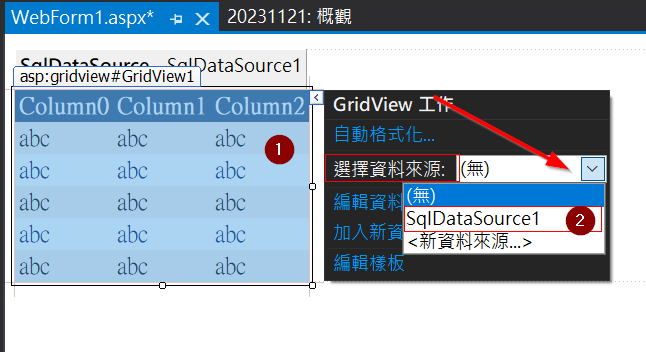 WebForm1.aspx*
20231121: 概觀
SqlDataSource - SqlDataSource1
asp:gridview#GridView1
Column0 Column1 Column2
abc abc abc
abc abc abc
abc abc abc
abc abc abc
abc abc abc
1
GridView 工作
自動格式化...
選擇資料來源: (無)
(無)
編輯資料
SqlDataSource1
2
加入新資
<新資料來源...>
編輯樣板